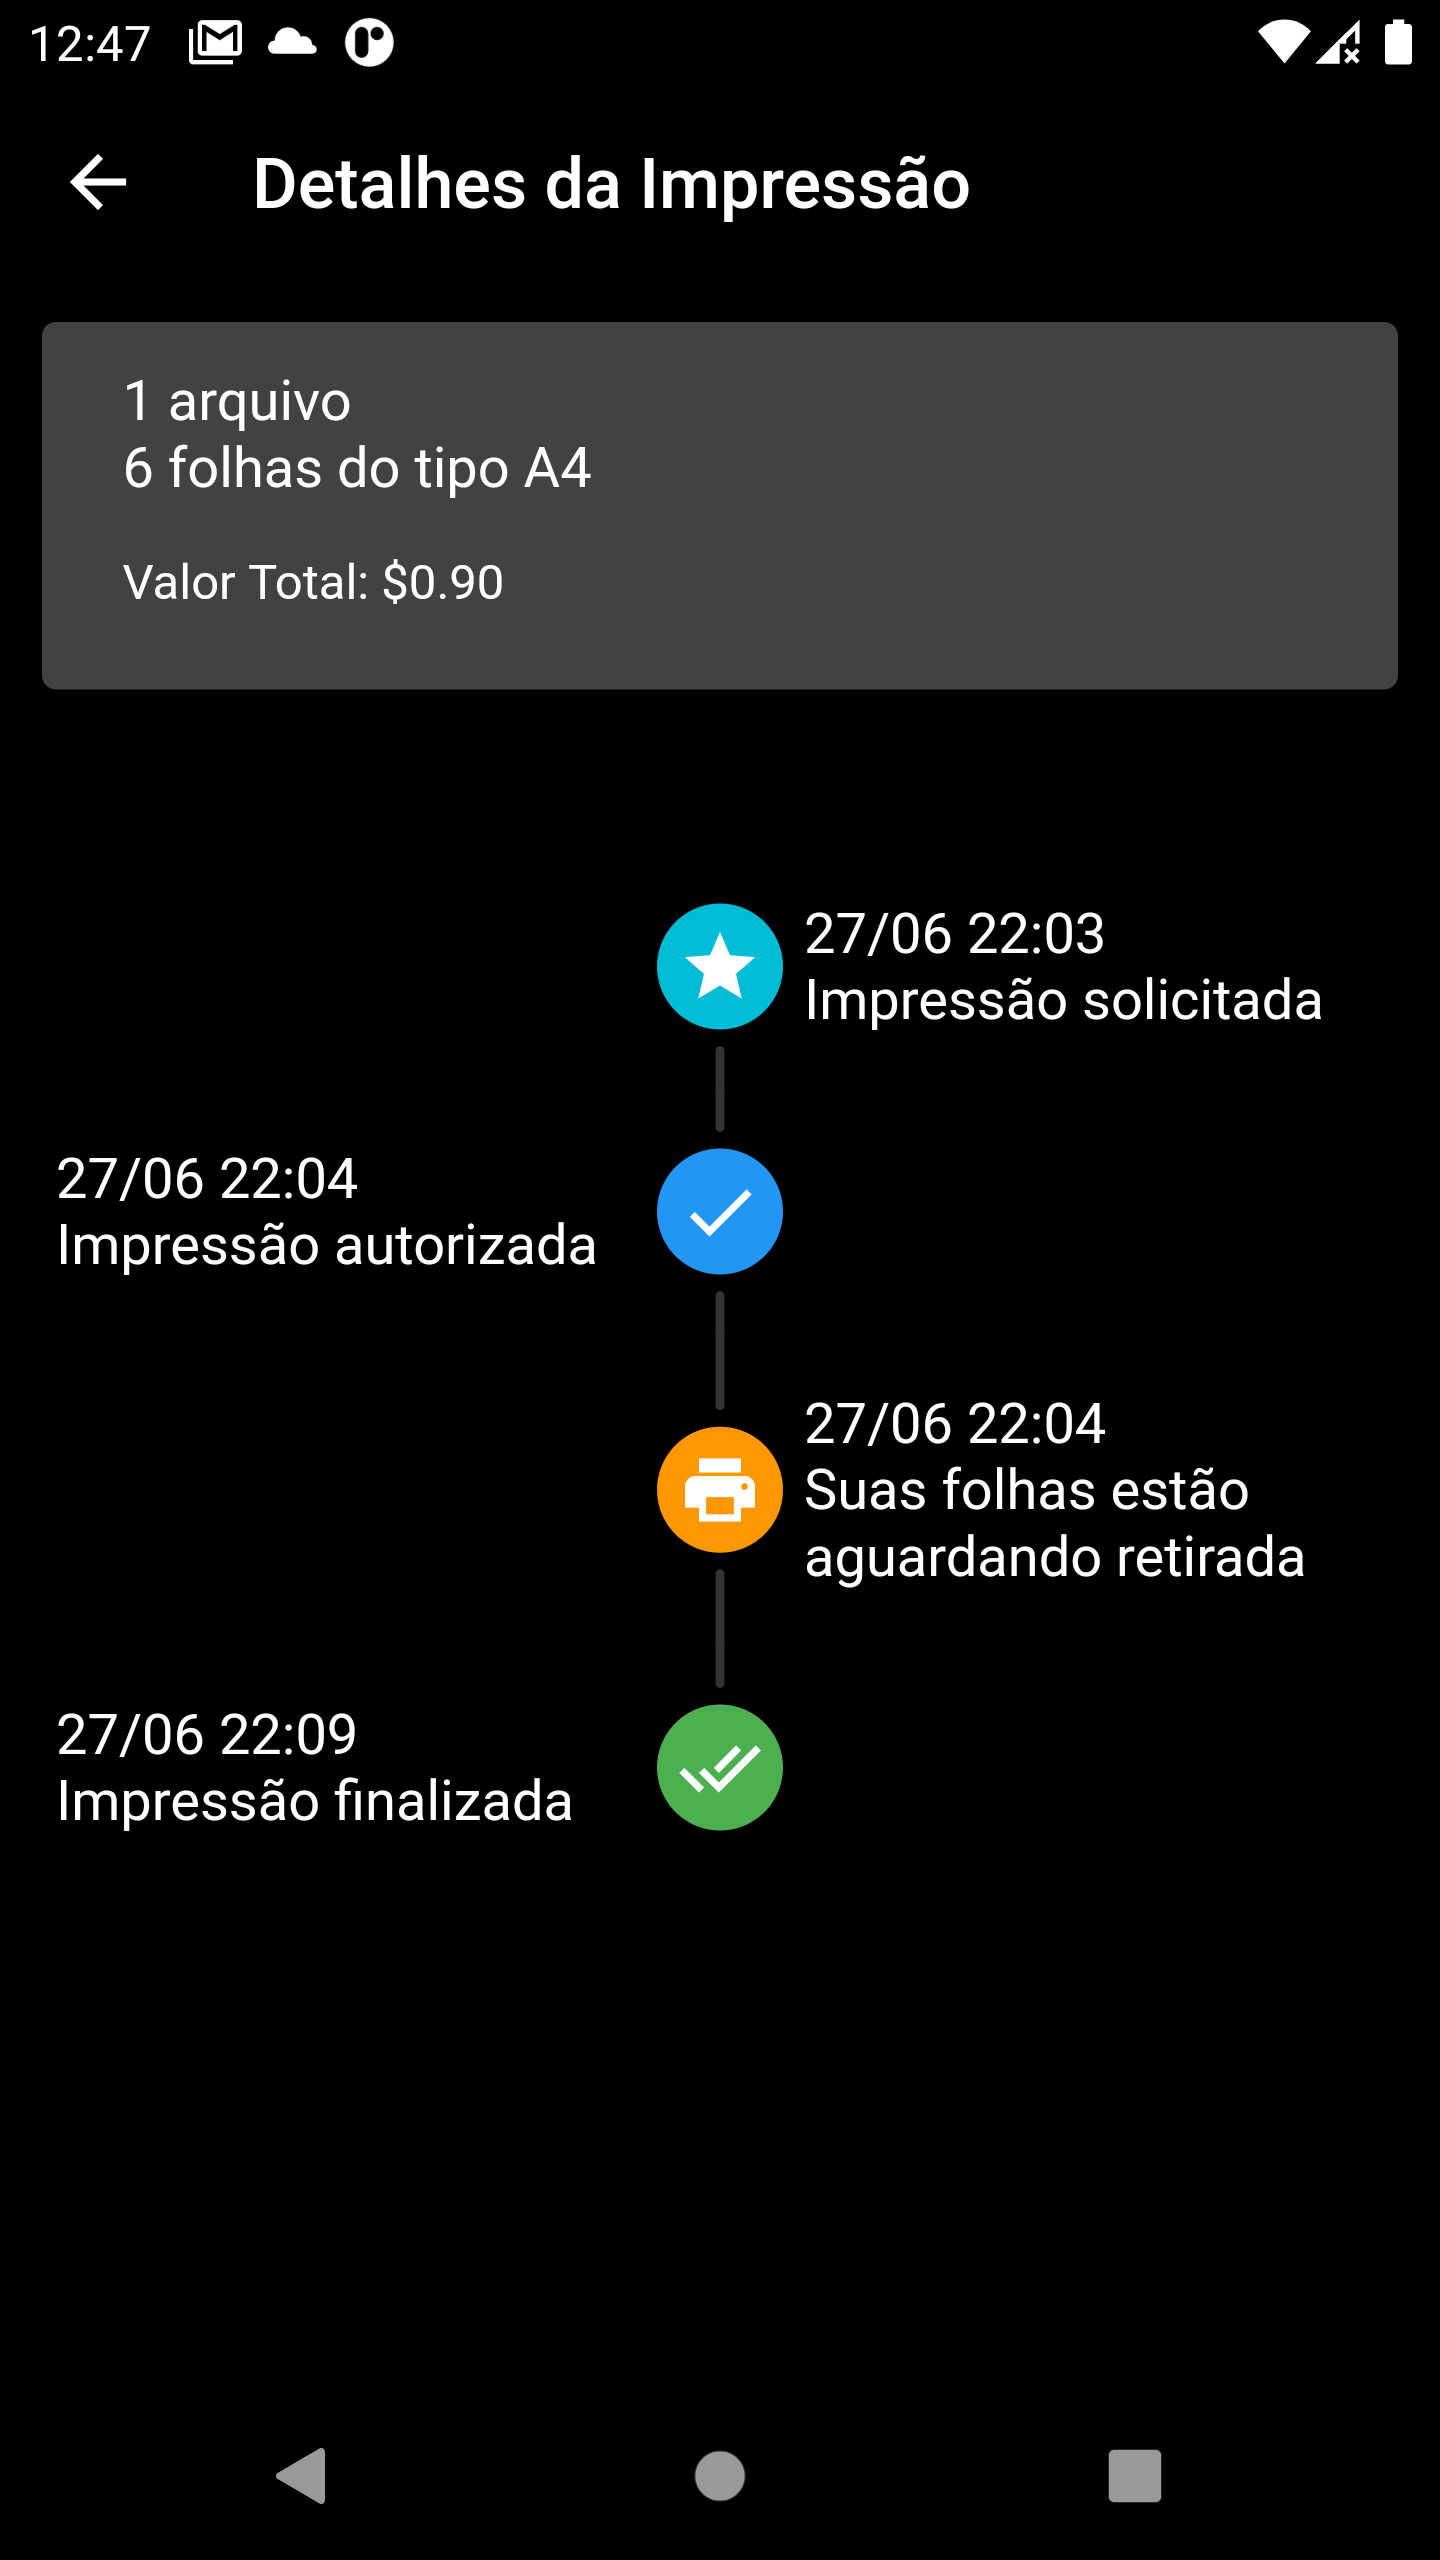 12:47
Detalhes da Impressão
1 arquivo
6 folhas do tipo A4
Valor Total: $0.90
27/06 22:03
Impressão solicitada
27/06 22:04
Impressão autorizada
27/06 22:04
Suas folhas estão
aguardando retirada
27/06 22:09
Impressão finalizada